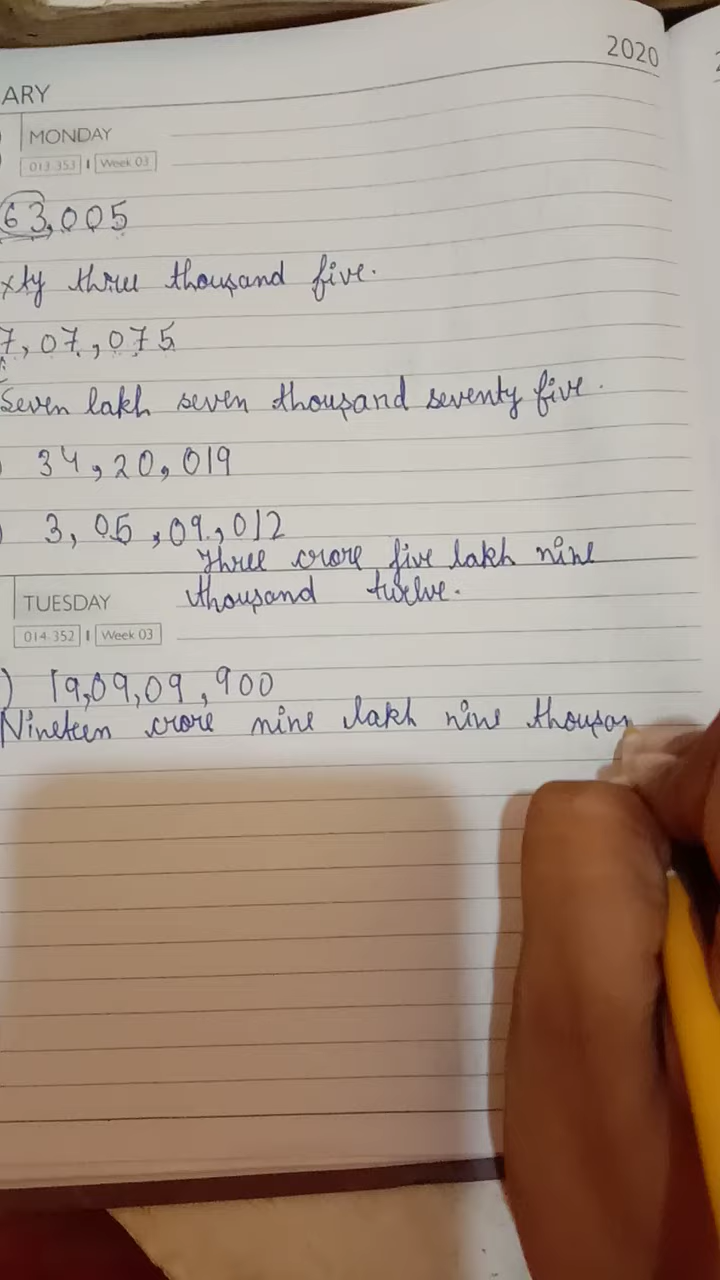 2020
ARY
MONDAY
013-353 | Week 03
63,005
xty three thousand five.
7,07,075
Seven lakh seven thousand seventy five.
34,20,019
3,05,09,012
Three crore five lakh nine
thousand twelve.
TUESDAY
014-352 | Week 03
) 19,09,09,900
Nineteen crore nine lakh nine thousan